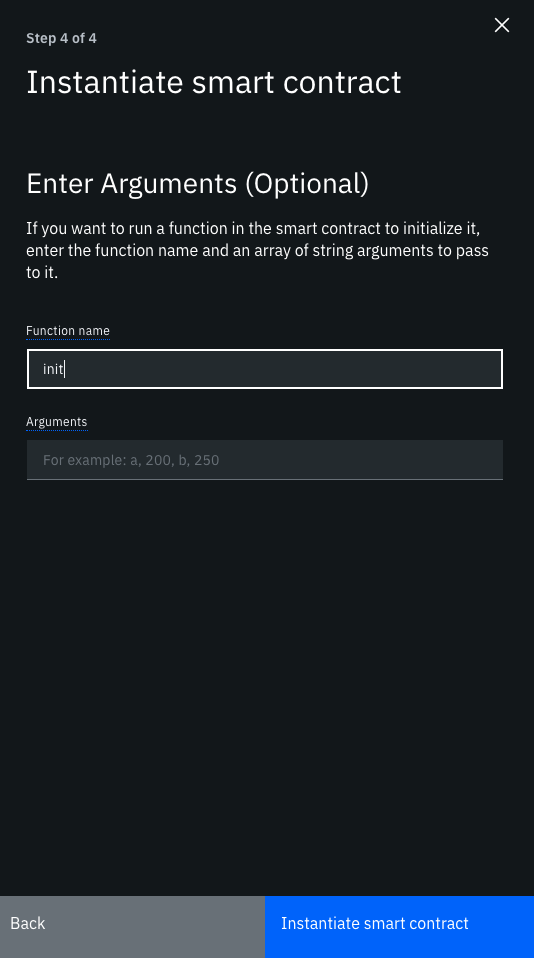 Step 4 of 4
Instantiate smart contract
Enter Arguments (Optional)
If you want to run a function in the smart contract to initialize it,
enter the function name and an array of string arguments to pass
to it.
Function name
init
Arguments
For example: a, 200, b, 250
Back
Instantiate smart contract